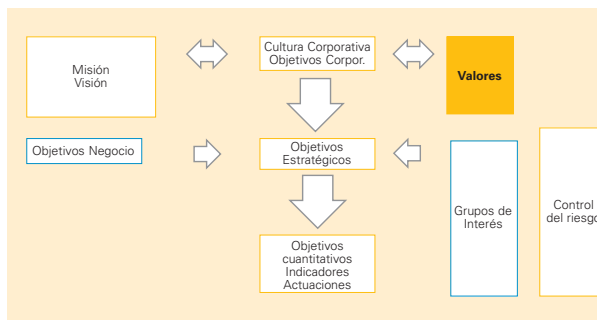 Misión
Visión
Cultura Corporativa
Objetivos Corpor.
Valores
Objetivos Negocio
Objetivos
Estratégicos
Grupos de
Interés
Control
del riesgo
Objetivos
cuantitativos
Indicadores
Actuaciones